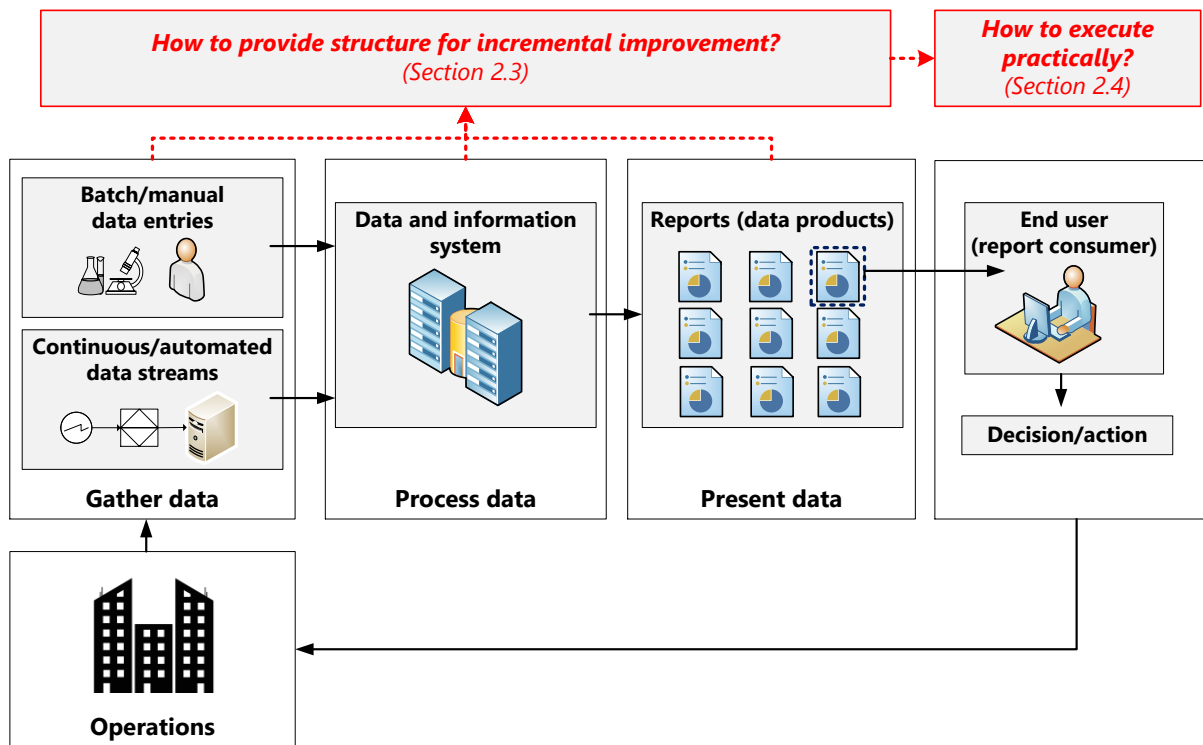 How to provide structure for incremental improvement?
(Section 2.3)
How to execute
practically?
(Section 2.4)
Batch/manual
data entries
Continuous/automated
data streams
Gather data
Data and information
system
Process data
Reports (data products)
Present data
End user
(report consumer)
Decision/action
Operations